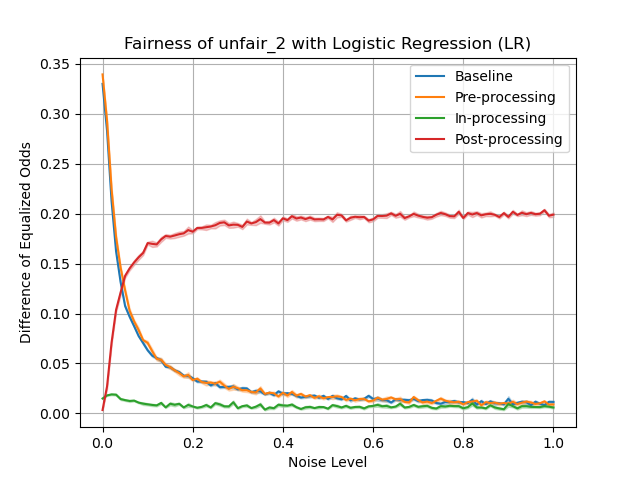 Fairness of unfair_2 with Logistic Regression (LR)
Difference of Equalized Odds
0.35
0.30
0.25
0.20
0.15
0.10
0.05
0.00
Baseline
Pre-processing
In-processing
Post-processing
0.0 0.2 0.4 0.6 0.8 1.0
Noise Level